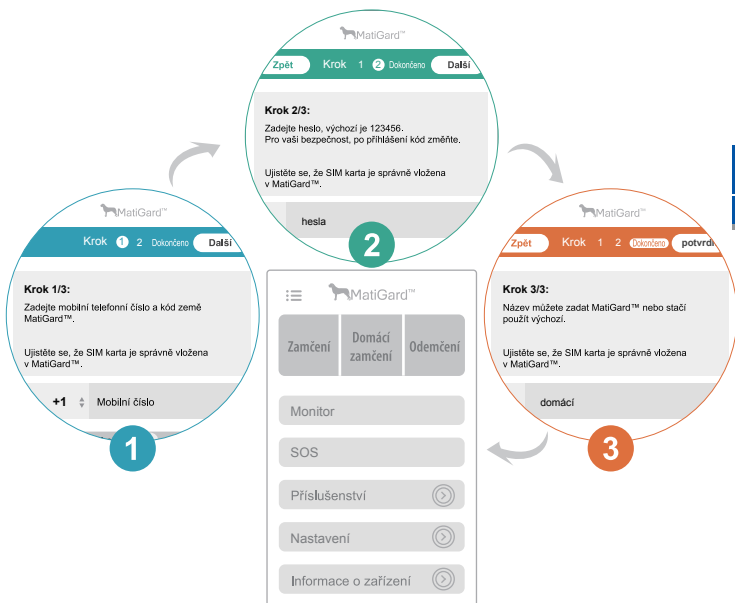 MatiGard™
Zpět Krok 1 2 Dokončeno Další
Krok 2/3:
Zadejte heslo, výchozí je 123456.
Pro vaši bezpečnost, po přihlášení kód změňte.
Ujistěte se, že SIM karta je správně vložena
v MatiGard™.
hesla
2
MatiGard™
Krok 1 2 Dokončeno Další
Krok 1/3:
Zadejte mobilní telefonní číslo a kód země
MatiGard™.
Ujistěte se, že SIM karta je správně vložena
v MatiGard™.
+1 Mobilní číslo
1
MatiGard™
Zpět Krok 1 2 Dokončeno potvrdi
Krok 3/3:
Název můžete zadat MatiGard™ nebo stačí
použít výchozí.
Ujistěte se, že SIM karta je správně vložena
v MatiGard™.
domácí
3
MatiGard™
Zamčení
Domácí
zamčení
Odemčení
Monitor
SOS
Příslušenství
Nastavení
Informace o zařízení